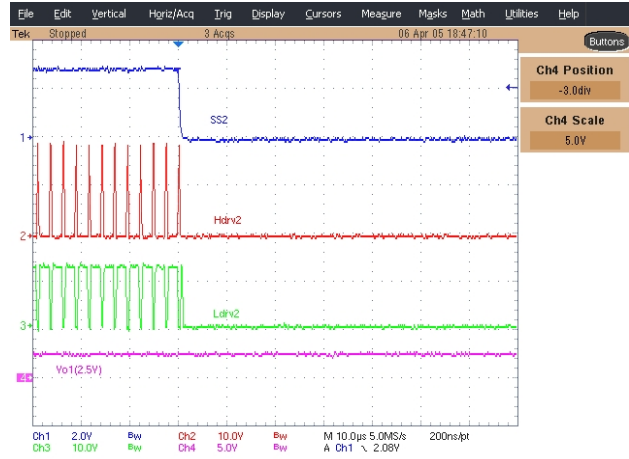 File Edit Vertical Horiz/Acq Trig Display Cursors Measure Masks Math Utilities Help
Tek Stopped 3 Acqs 06 Apr 05 18:47:10 Buttons
Ch4 Position
-3.0div
Ch4 Scale
5.0V
SS2
1
Hdrv2
2
Ldrv2
3
Vo1(2.5V)
4
Ch1 2.0V Bw Ch2 10.0V Bw M 10.0µs 5.0MS/s 200ns/pt
Ch3 10.0V Bw Ch4 5.0V Bw A Ch1 \ 2.08V